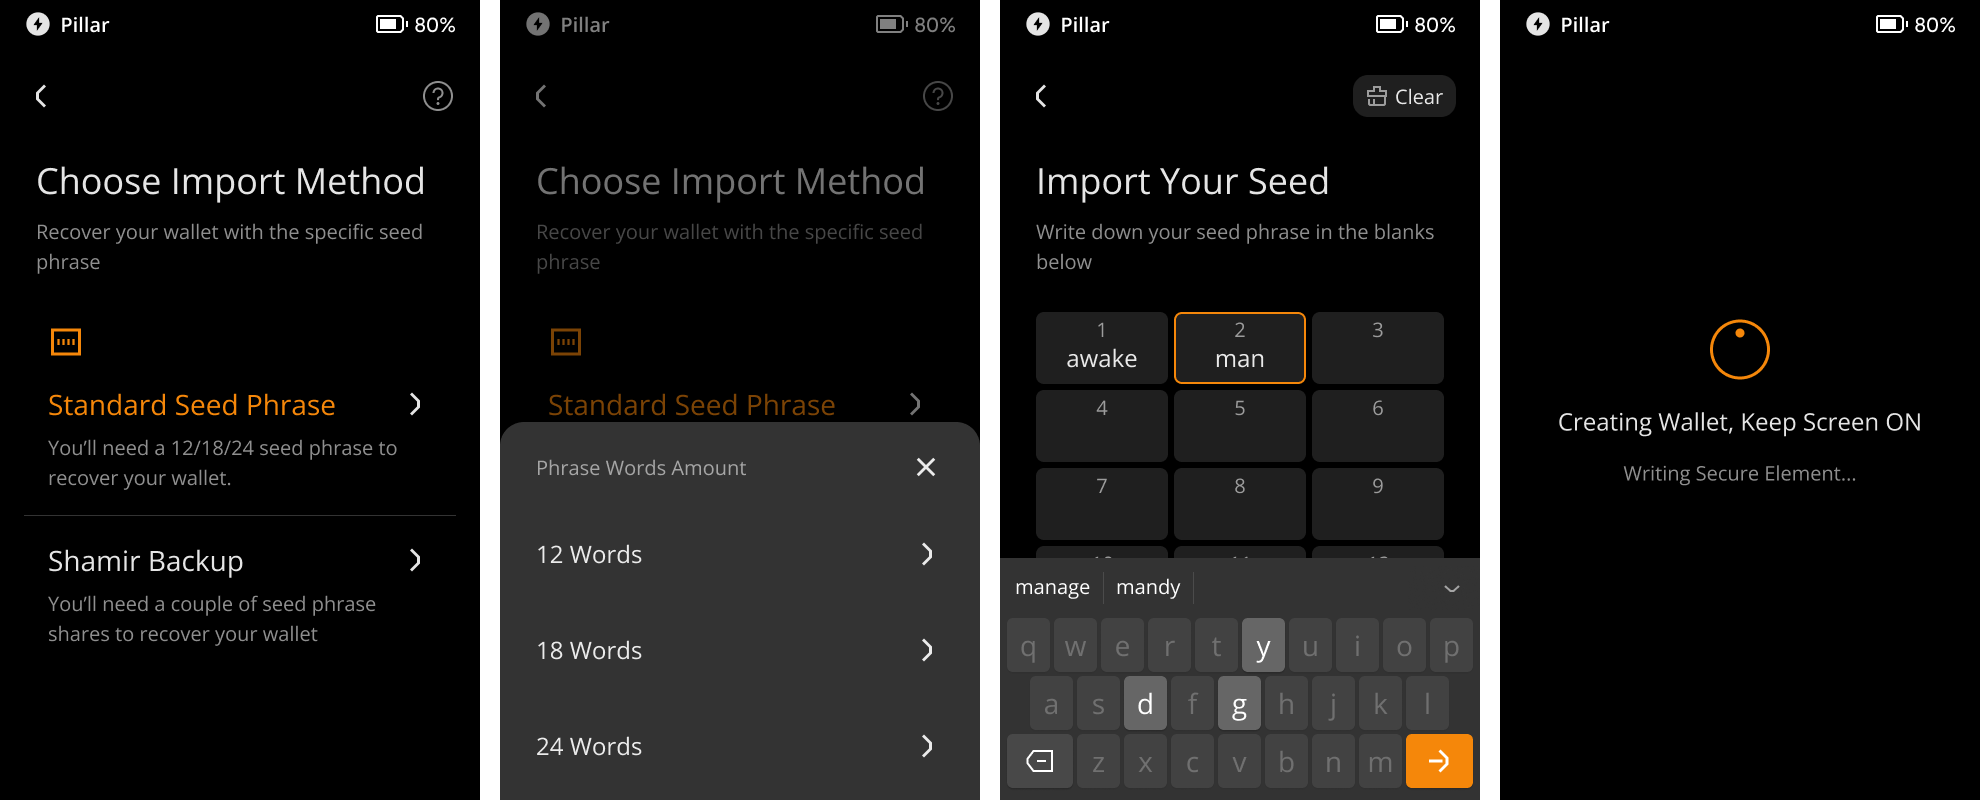 Pillar 80%
Choose Import Method
Recover your wallet with the specific seed
phrase
Standard Seed Phrase
You'll need a 12/18/24 seed phrase to
recover your wallet.
Shamir Backup
You'll need a couple of seed phrase
shares to recover your wallet
Pillar 80%
Choose Import Method
Recover your wallet with the specific seed
phrase
Standard Seed Phrase
Phrase Words Amount
12 Words
18 Words
24 Words
Pillar 80%
Clear
Import Your Seed
Write down your seed phrase in the blanks
below
1 2 3
awake man
4 5 6
7 8 9
10 11 12
manage mandy
q w e r t y u i o p
a s d f g h j k l
z x c v b n m
Pillar 80%
Creating Wallet, Keep Screen ON
Writing Secure Element...